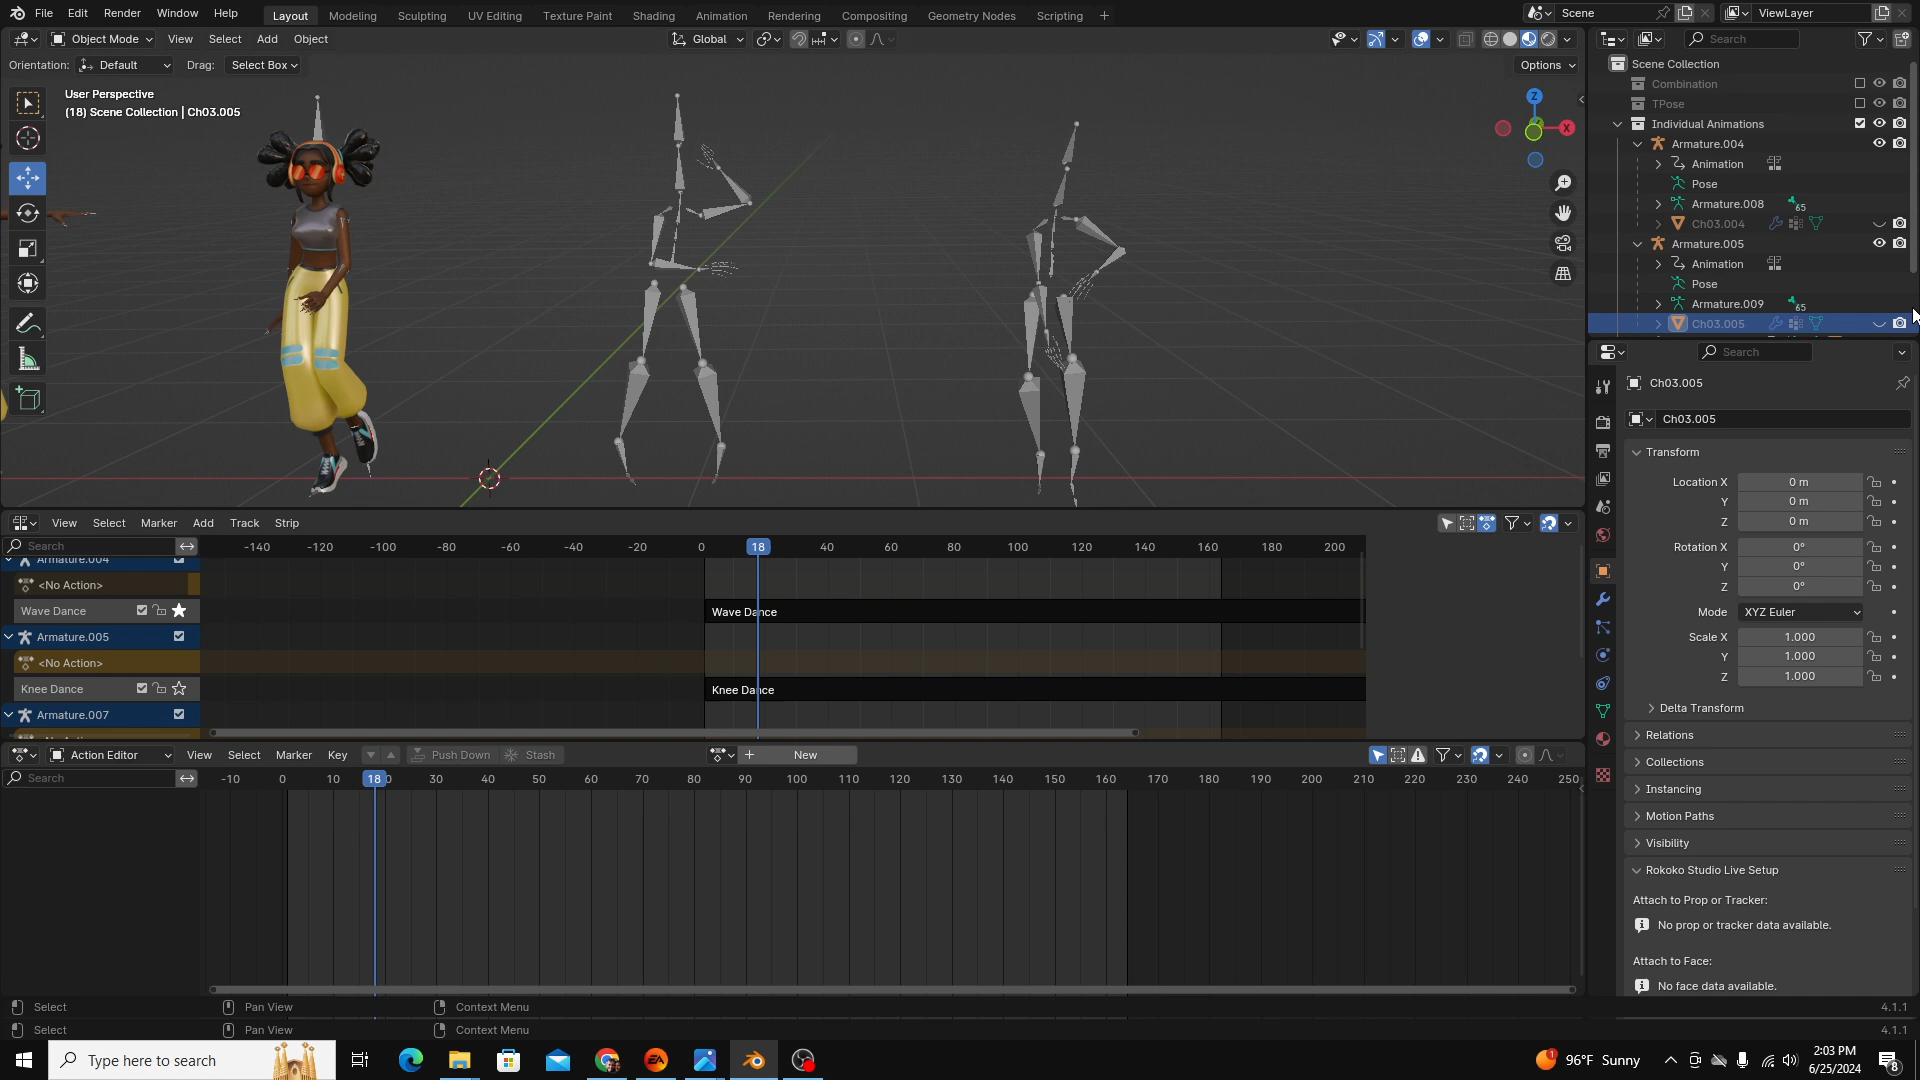 File Edit Render Window Help Layout Modeling Sculpting UV Editing Texture Paint Shading Animation Rendering Compositing Geometry Nodes Scripting + Scene ViewLayer
Object Mode View Select Add Object Global Search
Orientation: Default Drag: Select Box Options
User Perspective
(18) Scene Collection | Ch03.005
Z
X
Scene Collection
Combination
TPose
Individual Animations
Armature.004
Animation
Pose
Armature.008 65
Ch03.004
Armature.005
Animation
Pose
Armature.009 65
Ch03.005
Search
Ch03.005
Ch03.005
Transform
Location X 0 m
Y 0 m
Z 0 m
Rotation X 0°
Y 0°
Z 0°
Mode XYZ Euler
Scale X 1.000
Y 1.000
Z 1.000
Delta Transform
Relations
Collections
Instancing
Motion Paths
Visibility
Rokoko Studio Live Setup
Attach to Prop or Tracker:
No prop or tracker data available.
Attach to Face:
No face data available.
View Select Marker Add Track Strip
Search -140 -120 -100 -80 -60 -40 -20 0 18 40 60 80 100 120 140 160 180 200
Armature.004
<No Action>
Wave Dance Wave Dance
Armature.005
<No Action>
Knee Dance Knee Dance
Armature.007
Action Editor View Select Marker Key Push Down Stash + New
Search -10 0 10 18 30 40 50 60 70 80 90 100 110 120 130 140 150 160 170 180 190 200 210 220 230 240 250
Select Pan View Context Menu 4.1.1
Select Pan View Context Menu 4.1.1
Type here to search 96°F Sunny 2:03 PM
6/25/2024 8